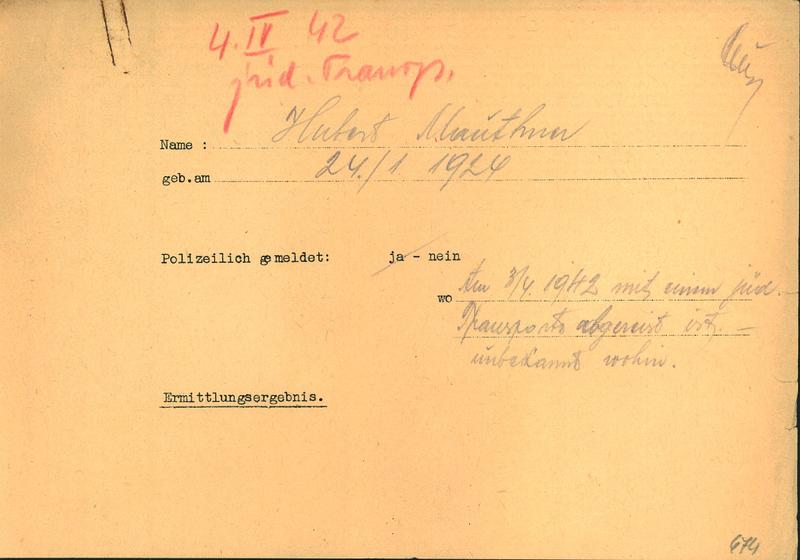 4. IV 42
jüd. Transp.
Name : Hubert Mauthner
geb.am 24./1 1924
Polizeilich gemeldet: ja - nein
wo Am 3/4. 1942 mit einem jüd.
Transporte abgereist ist. —
unbekannt wohin.
Ermittlungsergebnis.
674